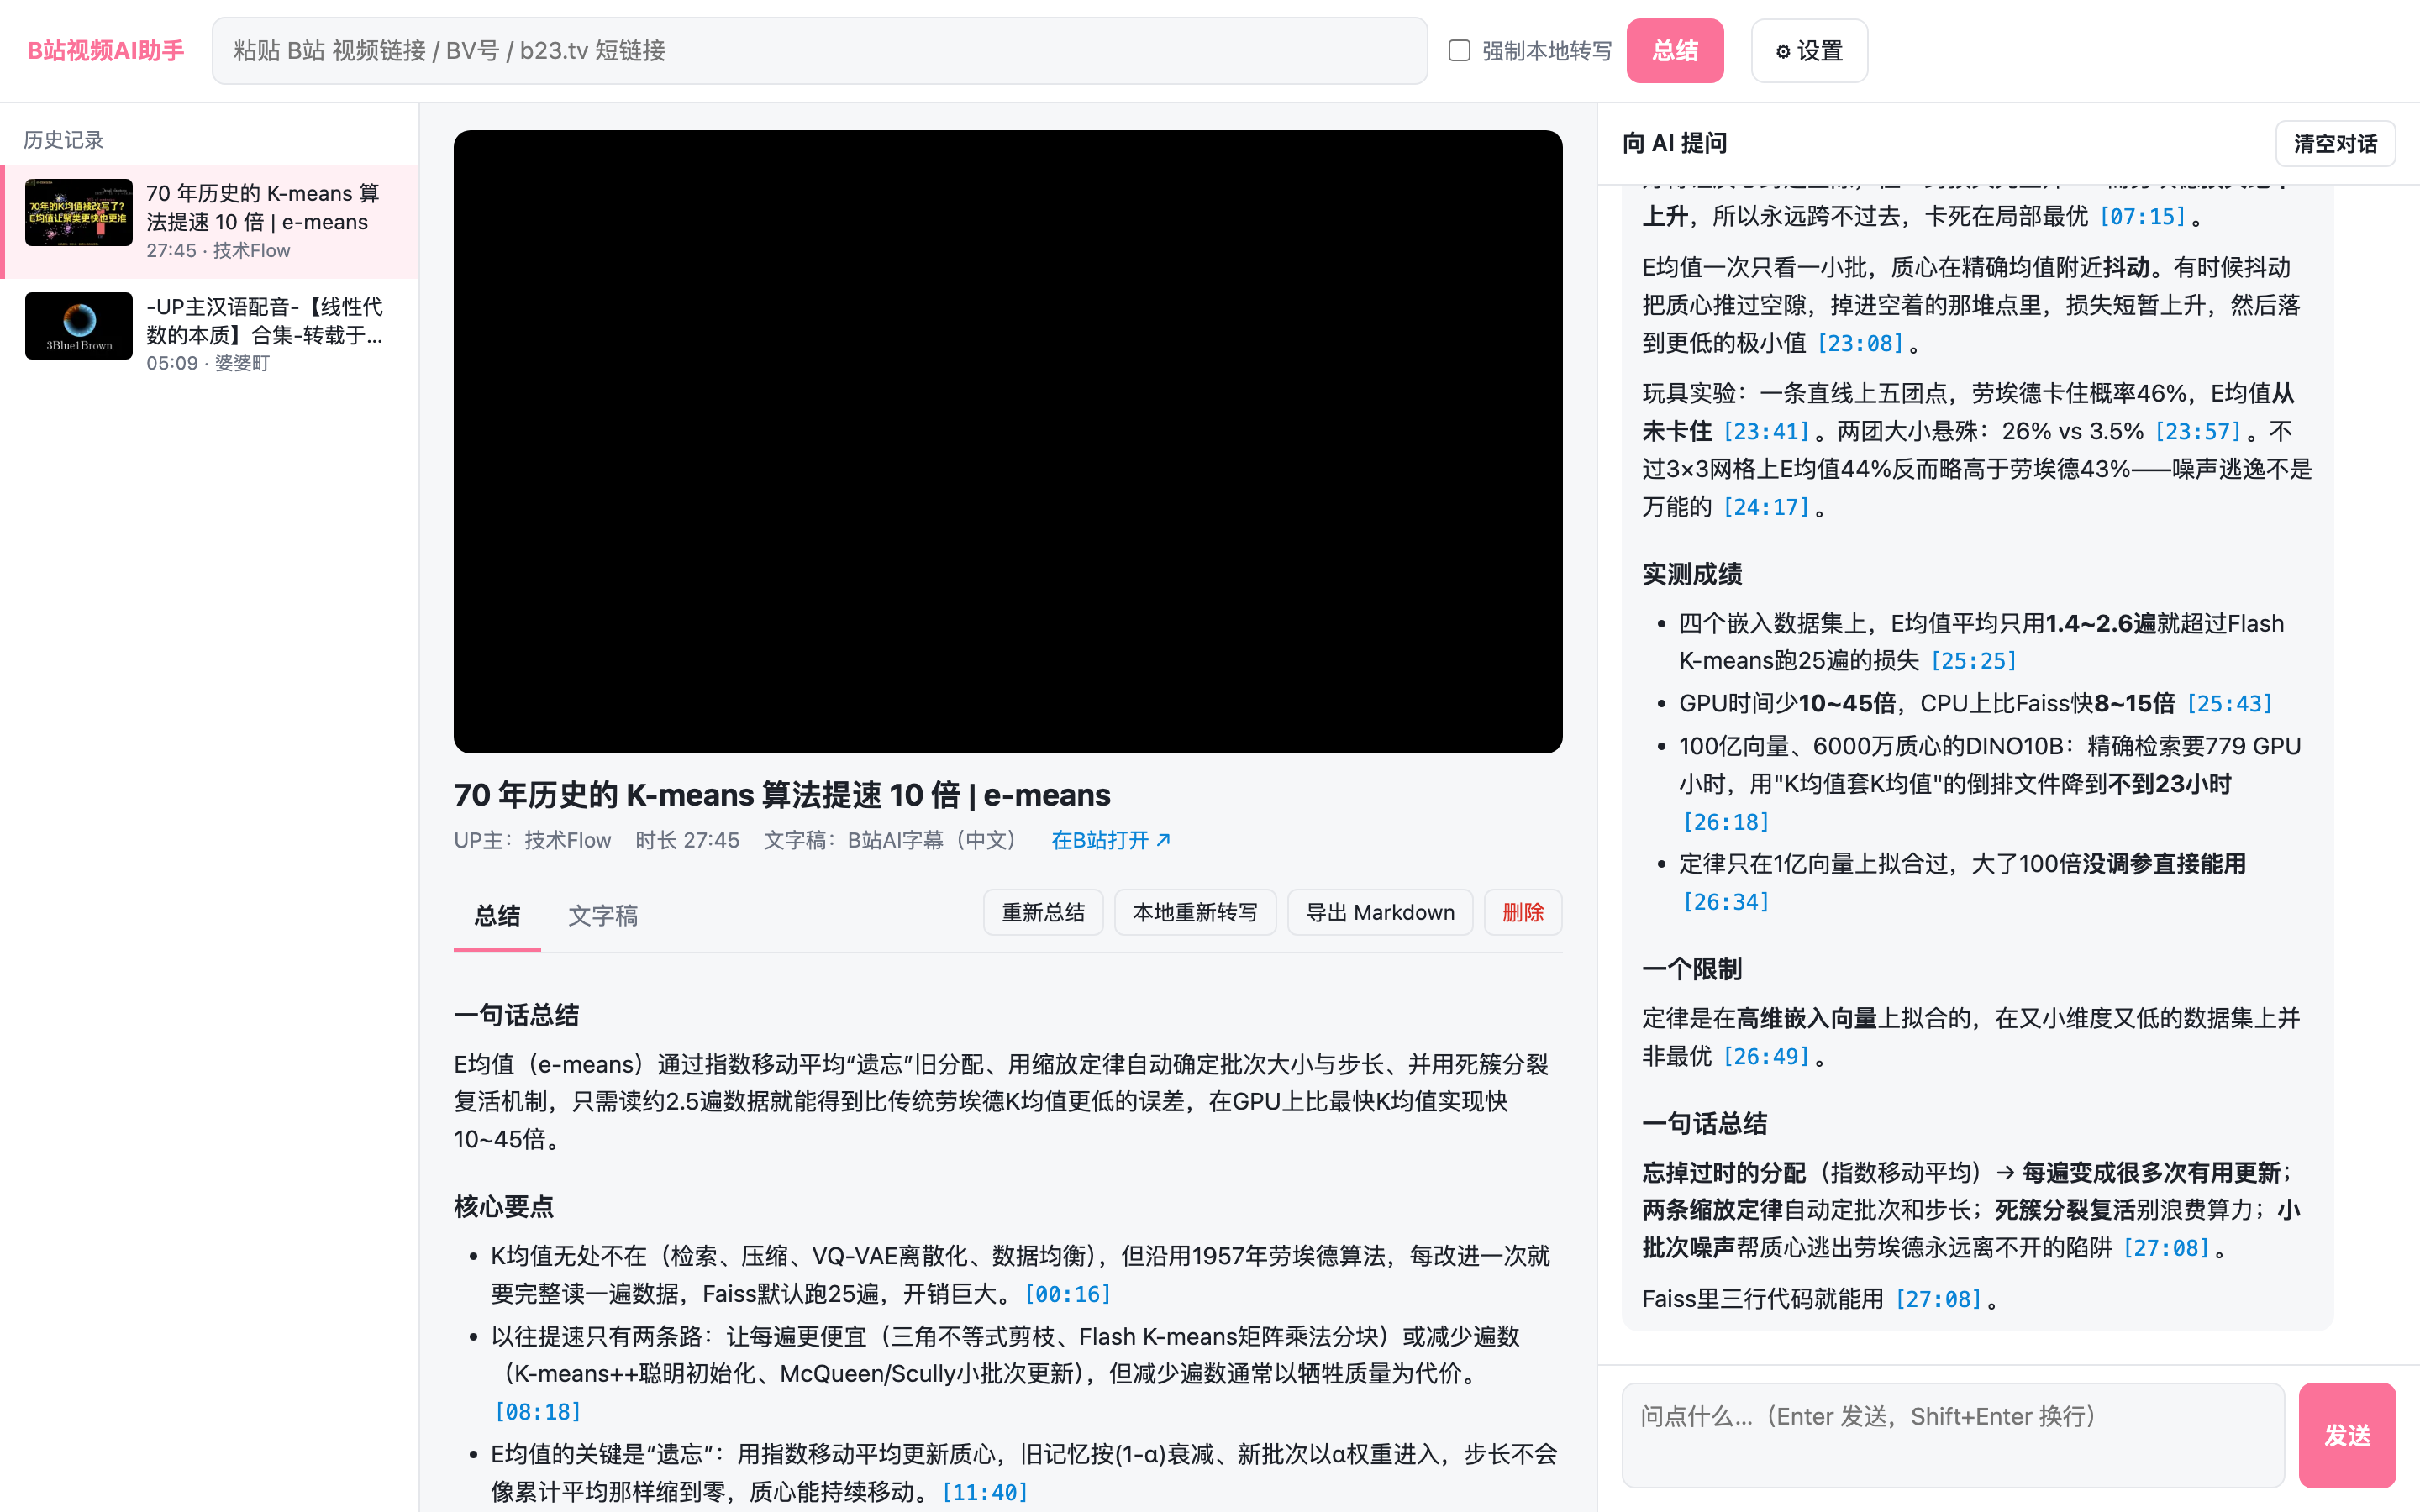 B站视频AI助手
粘贴 B站 视频链接 / BV号 / b23.tv 短链接
强制本地转写
总结
⚙ 设置
历史记录
70年的K均值被改写了?
E均值让聚类更快也更准
70 年历史的 K-means 算
法提速 10 倍 | e-means
27:45 · 技术Flow
3Blue1Brown
-UP主汉语配音-【线性代
数的本质】合集-转载于...
05:09 · 婆婆町
70 年历史的 K-means 算法提速 10 倍 | e-means
UP主：技术Flow 时长 27:45 文字稿：B站AI字幕（中文） 在B站打开 ↗
总结
文字稿
重新总结
本地重新转写
导出 Markdown
删除
一句话总结
E均值（e-means）通过指数移动平均“遗忘”旧分配、用缩放定律自动确定批次大小与步长、并用死簇分裂
复活机制，只需读约2.5遍数据就能得到比传统劳埃德K均值更低的误差，在GPU上比最快K均值实现快
10~45倍。
核心要点
• K均值无处不在（检索、压缩、VQ-VAE离散化、数据均衡），但沿用1957年劳埃德算法，每改进一次就
要完整读一遍数据，Faiss默认跑25遍，开销巨大。[00:16]
• 以往提速只有两条路：让每遍更便宜（三角不等式剪枝、Flash K-means矩阵乘法分块）或减少遍数
（K-means++聪明初始化、McQueen/Scully小批次更新），但减少遍数通常以牺牲质量为代价。
[08:18]
• E均值的关键是“遗忘”：用指数移动平均更新质心，旧记忆按(1-α)衰减、新批次以α权重进入，步长不会
像累计平均那样缩到零，质心能持续移动。[11:40]
向 AI 提问
清空对话
上升，所以永远跨不过去，卡死在局部最优 [07:15]。
E均值一次只看一小批，质心在精确均值附近抖动。有时候抖动
把质心推过空隙，掉进空着的那堆点里，损失短暂上升，然后落
到更低的极小值 [23:08]。
玩具实验：一条直线上五团点，劳埃德卡住概率46%，E均值从
未卡住 [23:41]。两团大小悬殊：26% vs 3.5% [23:57]。不
过3×3网格上E均值44%反而略高于劳埃德43%——噪声逃逸不是
万能的 [24:17]。
实测成绩
• 四个嵌入数据集上，E均值平均只用1.4~2.6遍就超过Flash
K-means跑25遍的损失 [25:25]
• GPU时间少10~45倍，CPU上比Faiss快8~15倍 [25:43]
• 100亿向量、6000万质心的DINO10B：精确检索要779 GPU
小时，用"K均值套K均值"的倒排文件降到不到23小时
[26:18]
• 定律只在1亿向量上拟合过，大了100倍没调参直接能用
[26:34]
一个限制
定律是在高维嵌入向量上拟合的，在又小维度又低的数据集上并
非最优 [26:49]。
一句话总结
忘掉过时的分配（指数移动平均）→ 每遍变成很多次有用更新；
两条缩放定律自动定批次和步长；死簇分裂复活别浪费算力；小
批次噪声帮质心逃出劳埃德永远离不开的陷阱 [27:08]。
Faiss里三行代码就能用 [27:08]。
问点什么...（Enter 发送，Shift+Enter 换行）
发送